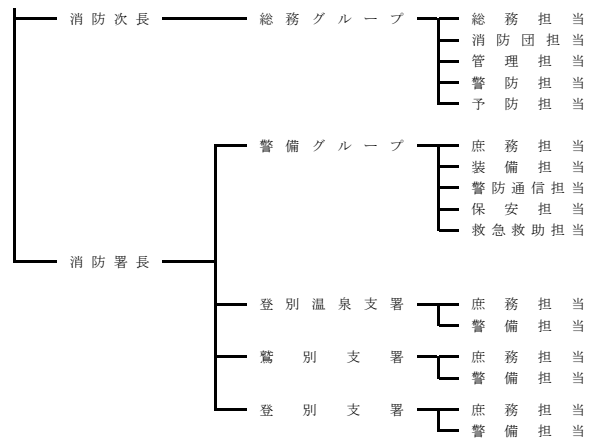 消防次長 総務グループ 総務担当
消防団担当
管理担当
警防担当
予防担当
警備グループ 庶務担当
装備担当
警防通信担当
保安担当
救急救助担当
消防署長
登別温泉支署 庶務担当
警備担当
鷲別支署 庶務担当
警備担当
登別支署 庶務担当
警備担当